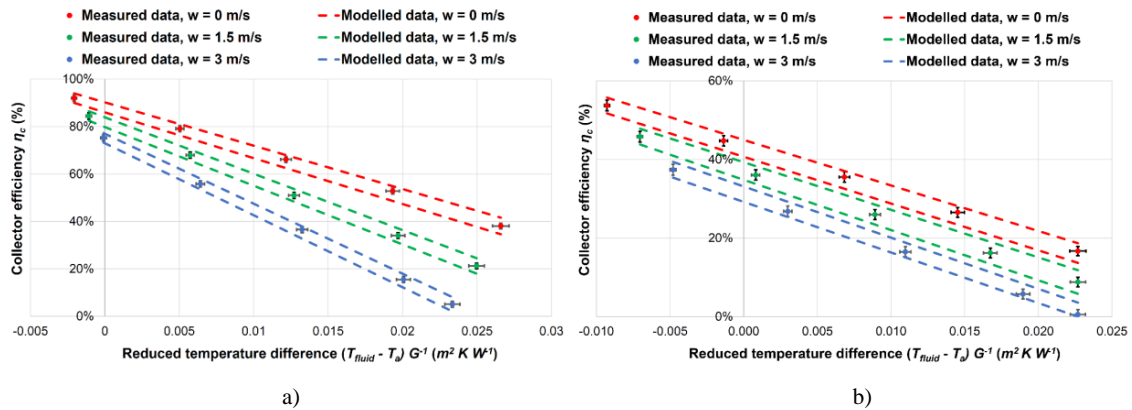 Measured data, w = 0 m/s
Modelled data, w = 0 m/s
Measured data, w = 1.5 m/s
Modelled data, w = 1.5 m/s
Measured data, w = 3 m/s
Modelled data, w = 3 m/s
100%
80%
60%
40%
20%
0%
Collector efficiency ηc (%)
-0.005
0
0.005
0.01
0.015
0.02
0.025
0.03
Reduced temperature difference (Tfluid - Ta) G-1 (m2 K W-1)
a)
Measured data, w = 0 m/s
Modelled data, w = 0 m/s
Measured data, w = 1.5 m/s
Modelled data, w = 1.5 m/s
Measured data, w = 3 m/s
Modelled data, w = 3 m/s
60%
40%
20%
0%
Collector efficiency ηc (%)
-0.010
-0.005
0.000
0.005
0.010
0.015
0.020
0.025
Reduced temperature difference (Tfluid - Ta) G-1 (m2 K W-1)
b)